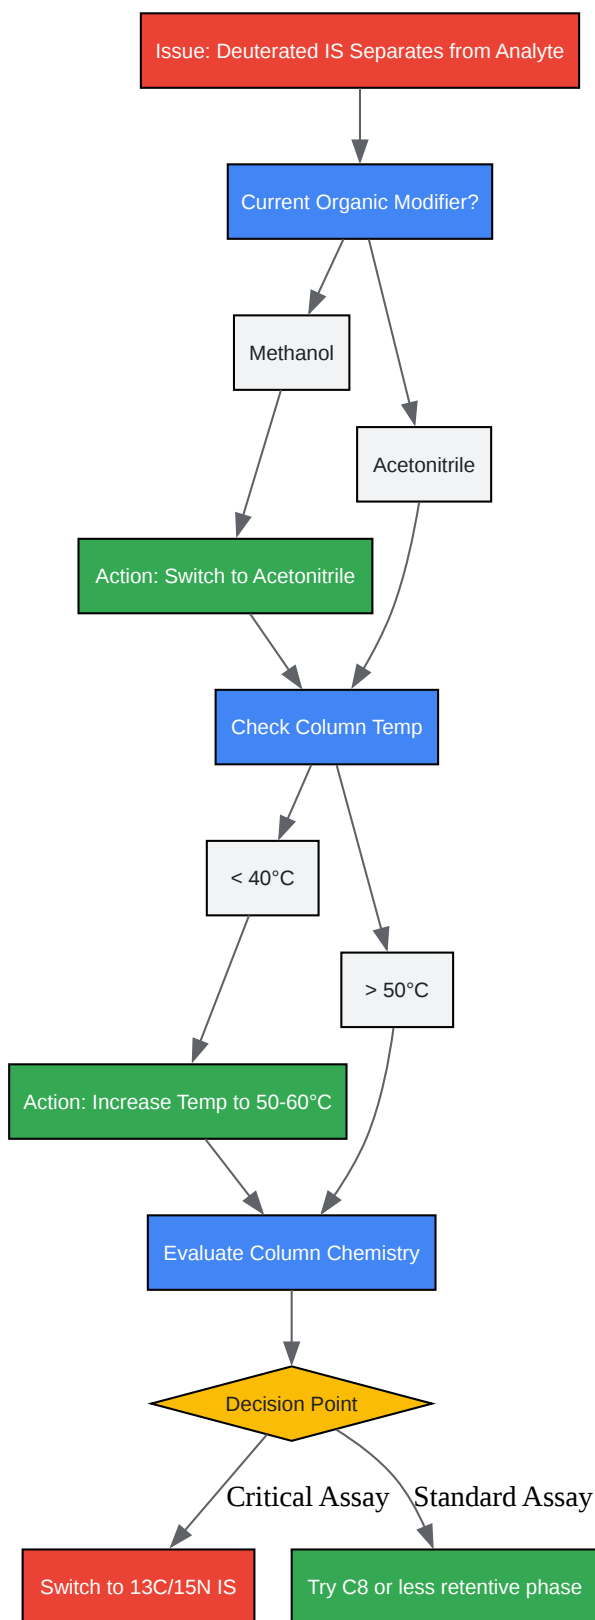 Issue: Deuterated IS Separates from Analyte
Current Organic Modifier?
Methanol
Acetonitrile
Action: Switch to Acetonitrile
Check Column Temp
< 40°C
> 50°C
Action: Increase Temp to 50-60°C
Evaluate Column Chemistry
Decision Point
Critical Assay
Standard Assay
Switch to 13C/15N IS
Try C8 or less retentive phase